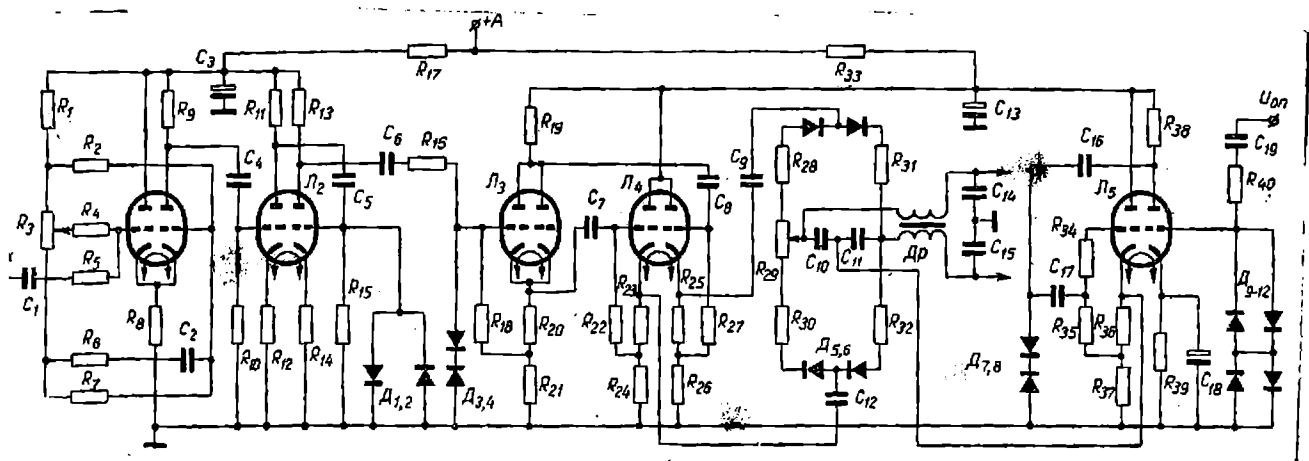 +A
C3
R17
R33
R1
R9
R11
R13
R19
C13
R38
Uоп
C19
R2
C4
Л2
C5
C6
R16
Л3
C7
Л4
C8
C9
R28
R31
C16
Л5
R40
R3
R4
R5
C1
R29
C10
C11
Др
C14
C15
R34
C17
R8
R15
R18
R20
R22
R23
R25
R27
R30
R32
R35
R36
Д9-12
R6
C2
R7
R10
R12
R14
Д1,2
Д3,4
R21
R24
R26
Д5,6
C12
Д7,8
R37
R39
C18